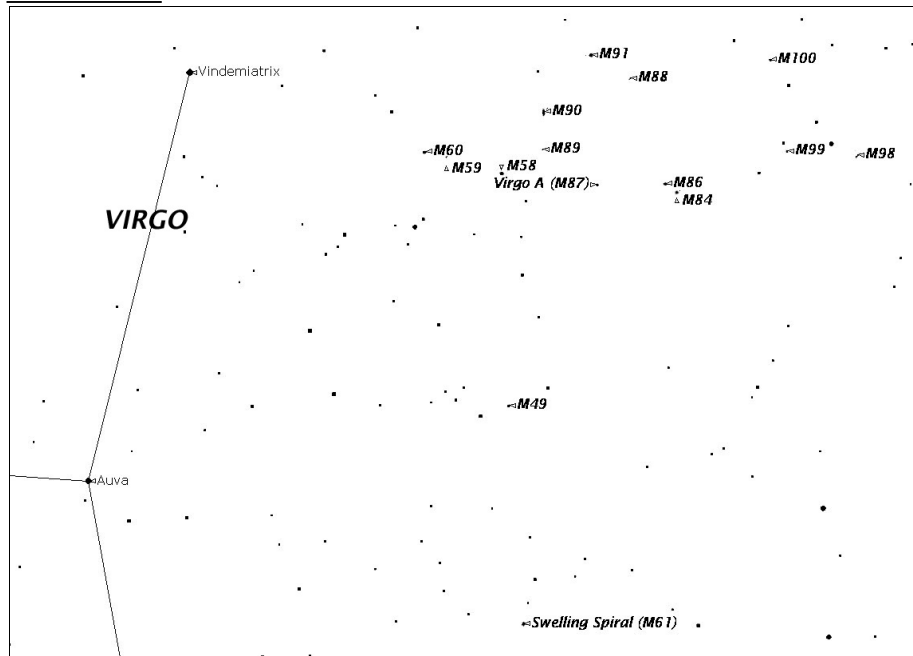 M91
M100
Vindemiatrix
M88
M90
M60
M89
M99
M98
M59
M58
Virgo A (M87)
M86
M84
VIRGO
M49
Auva
Swelling Spiral (M61)